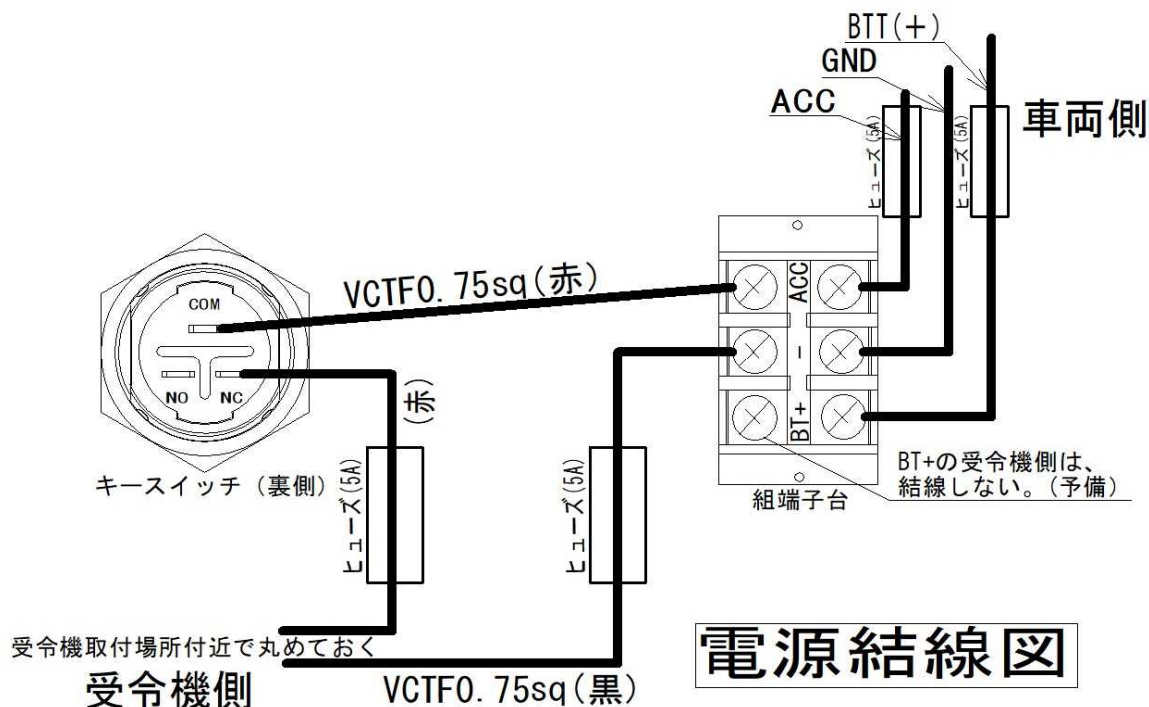 BTT(＋)
GND
ACC
車両側
ヒューズ(5A)
ヒューズ(5A)
VCTF0.75sq(赤)
COM
NO
NC
ACC
-
BT+
(赤)
キースイッチ（裏側）
組端子台
BT+の受令機側は、
結線しない。(予備)
ヒューズ(5A)
ヒューズ(5A)
受令機取付場所付近で丸めておく
受令機側
VCTF0.75sq(黒)
電源結線図